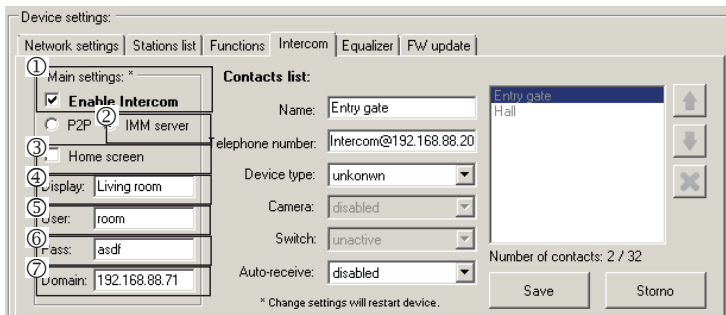 Device settings:
Network settings Stations list Functions Intercom Equalizer FW update
① Main settings: *
Enable Intercom
P2P ② IMM server
③ Home screen
④ Display: Living room
⑤ User: room
⑥ Pass: asdf
⑦ Domain: 192.168.88.71
Contacts list:
Name: Entry gate
Telephone number: Intercom@192.168.88.20
Device type: unkonwn
Camera: disabled
Switch: unactive
Auto-receive: disabled
* Change settings will restart device.
Entry gate
Hall
Number of contacts: 2 / 32
Save Storno